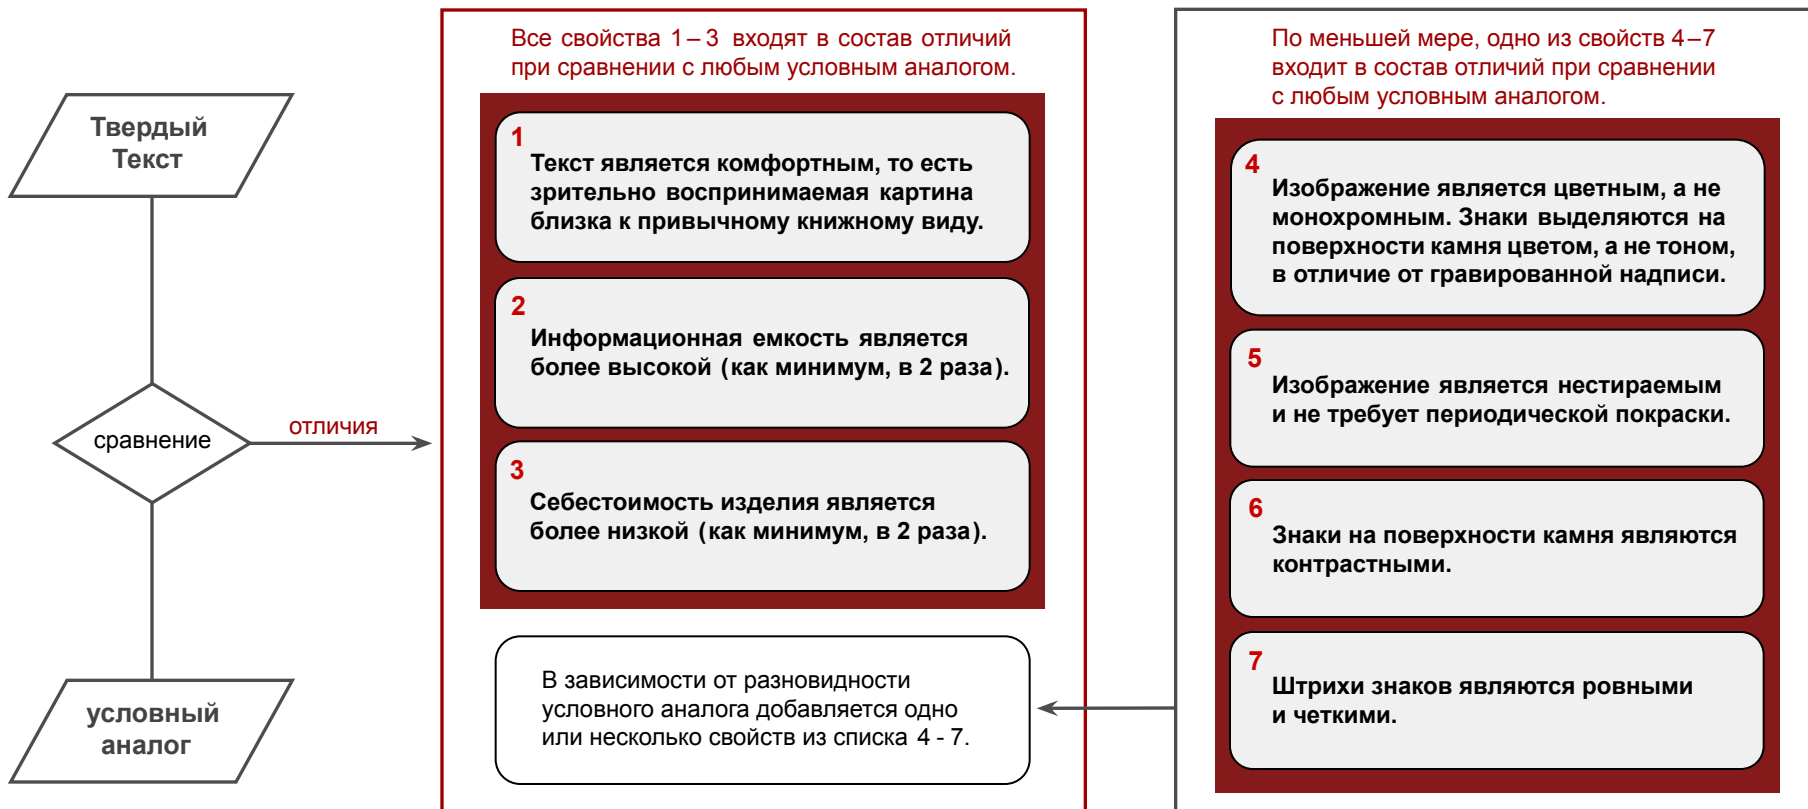 Твердый
Текст
сравнение
условный
аналог
отличия
Все свойства 1–3 входят в состав отличий
при сравнении с любым условным аналогом.
1
Текст является комфортным, то есть
зрительно воспринимаемая картина
близка к привычному книжному виду.
2
Информационная емкость является
более высокой (как минимум, в 2 раза).
3
Себестоимость изделия является
более низкой (как минимум, в 2 раза).
В зависимости от разновидности
условного аналога добавляется одно
или несколько свойств из списка 4 - 7.
По меньшей мере, одно из свойств 4–7
входит в состав отличий при сравнении
с любым условным аналогом.
4
Изображение является цветным, а не
монохромным. Знаки выделяются на
поверхности камня цветом, а не тоном,
в отличие от гравированной надписи.
5
Изображение является нестираемым
и не требует периодической покраски.
6
Знаки на поверхности камня являются
контрастными.
7
Штрихи знаков являются ровными
и четкими.